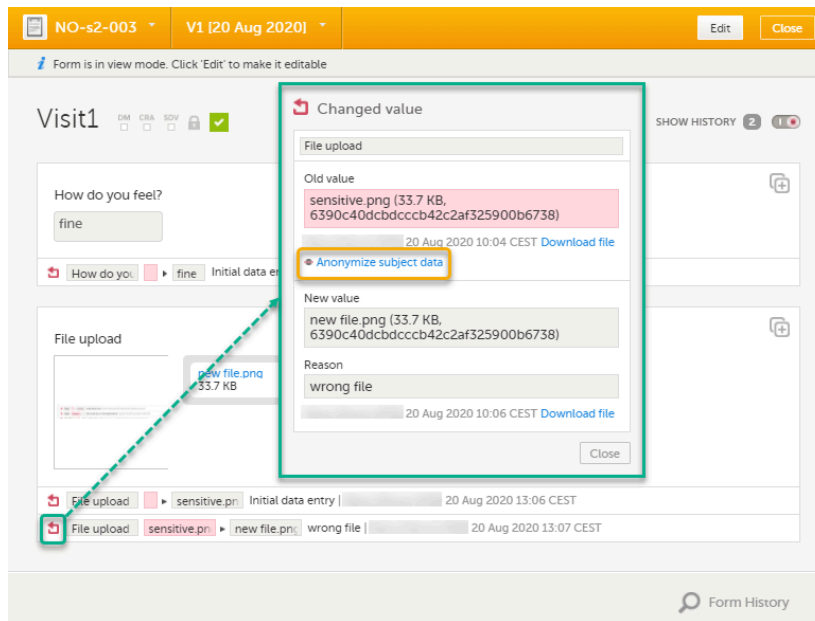 NO-s2-003
V1 [20 Aug 2020]
Edit
Close
i Form is in view mode. Click 'Edit' to make it editable
Visit1
DM CRA SDV
SHOW HISTORY 2
How do you feel?
fine
How do you
fine
Initial data en
File upload
new file.png
33.7 KB
File upload
sensitive.pn
Initial data entry |
20 Aug 2020 13:06 CEST
File upload
sensitive.pn
new file.png
wrong file |
20 Aug 2020 13:07 CEST
Changed value
File upload
Old value
sensitive.png (33.7 KB,
6390c40dcbdcccb42c2af325900b6738)
20 Aug 2020 10:04 CEST Download file
Anonymize subject data
New value
new file.png (33.7 KB,
6390c40dcbdcccb42c2af325900b6738)
Reason
wrong file
20 Aug 2020 10:06 CEST Download file
Close
Form History